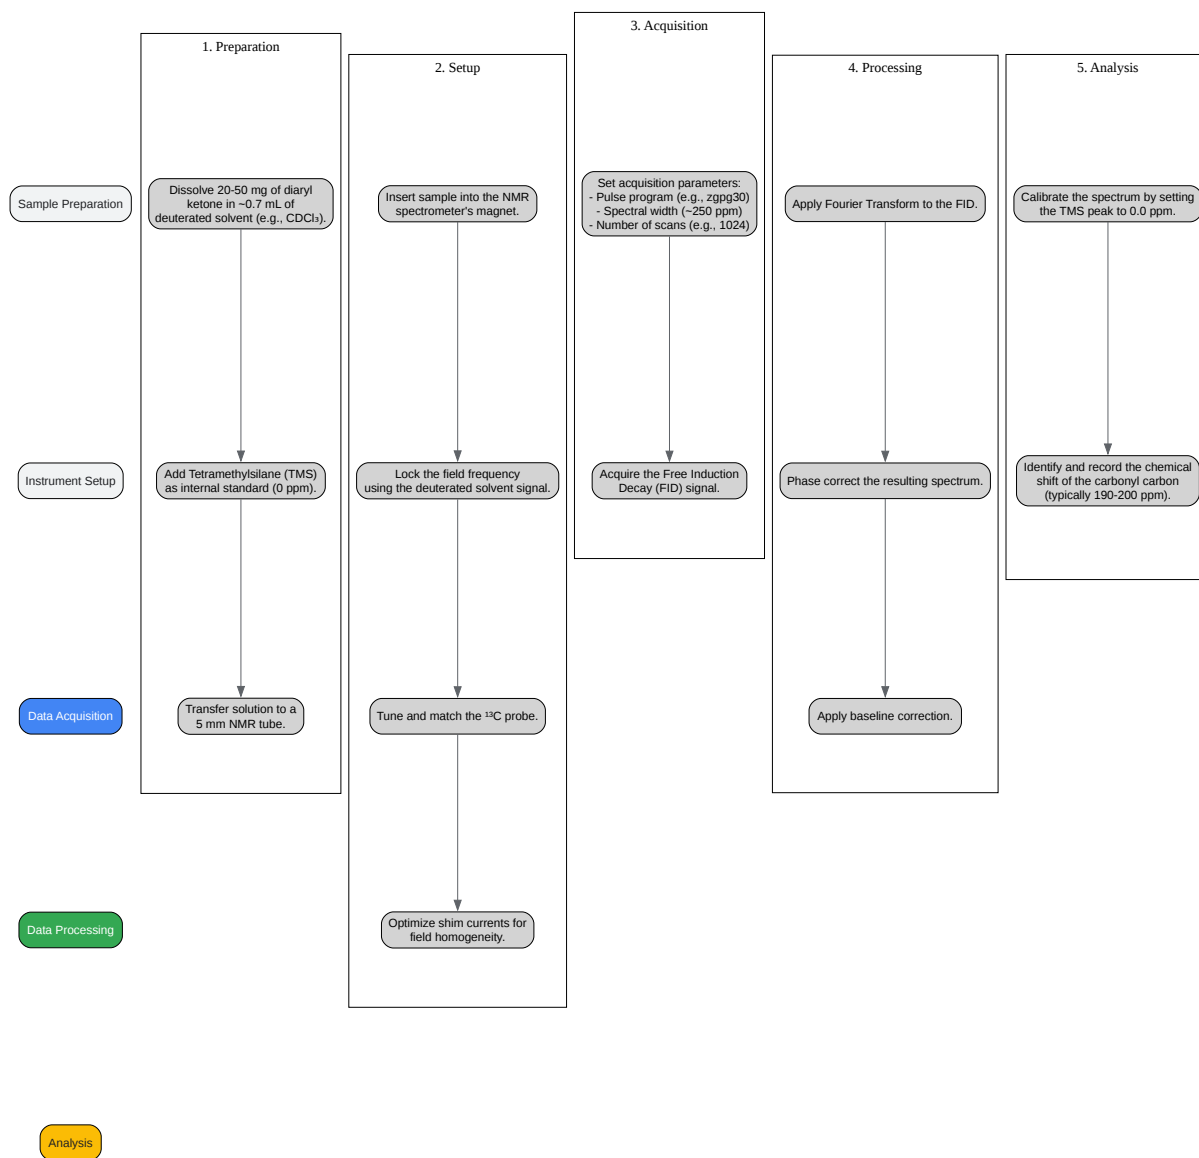 3. Acquisition
1. Preparation
2. Setup
4. Processing
5. Analysis
Sample Preparation
Dissolve 20-50 mg of diaryl
ketone in ~0.7 mL of
deuterated solvent (e.g., CDCl₃).
Insert sample into the NMR
spectrometer's magnet.
Set acquisition parameters:
- Pulse program (e.g., zgpg30)
- Spectral width (~250 ppm)
- Number of scans (e.g., 1024)
Apply Fourier Transform to the FID.
Calibrate the spectrum by setting
the TMS peak to 0.0 ppm.
Instrument Setup
Add Tetramethylsilane (TMS)
as internal standard (0 ppm).
Lock the field frequency
using the deuterated solvent signal.
Acquire the Free Induction
Decay (FID) signal.
Phase correct the resulting spectrum.
Identify and record the chemical
shift of the carbonyl carbon
(typically 190-200 ppm).
Data Acquisition
Transfer solution to a
5 mm NMR tube.
Tune and match the ¹³C probe.
Apply baseline correction.
Data Processing
Optimize shim currents for
field homogeneity.
Analysis